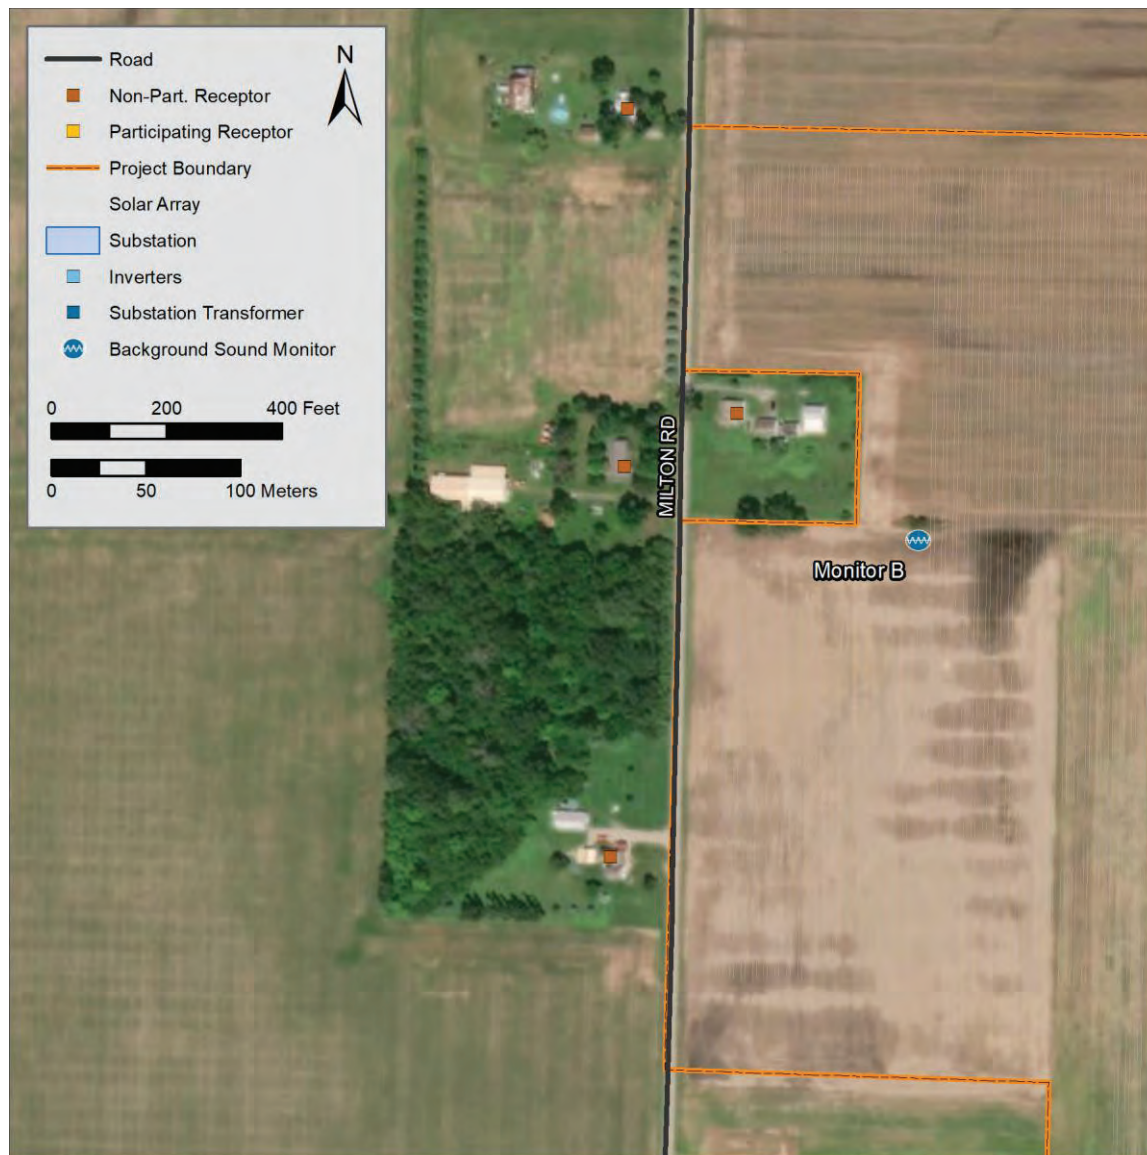 Road
N
Non-Part. Receptor
Participating Receptor
Project Boundary
Solar Array
Substation
Inverters
Substation Transformer
Background Sound Monitor
0 200 400 Feet
0 50 100 Meters
MILTON RD
Monitor B